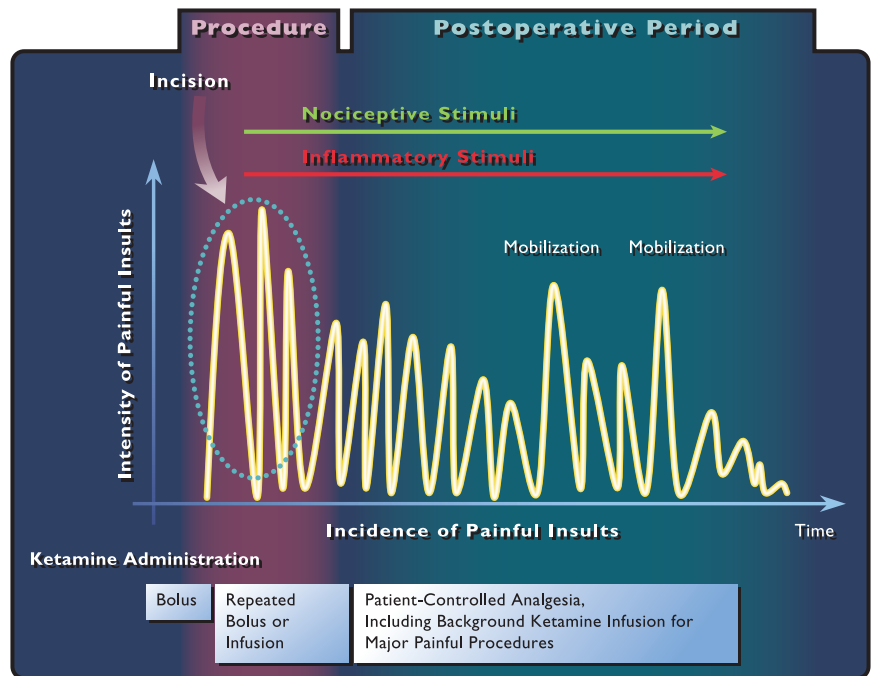 Procedure
Postoperative Period
Incision
Nociceptive Stimuli
Inflammatory Stimuli
Intensity of Painful Insults
Mobilization
Mobilization
Incidence of Painful Insults
Time
Ketamine Administration
Bolus
Repeated
Bolus or
Infusion
Patient-Controlled Analgesia,
Including Background Ketamine Infusion for
Major Painful Procedures